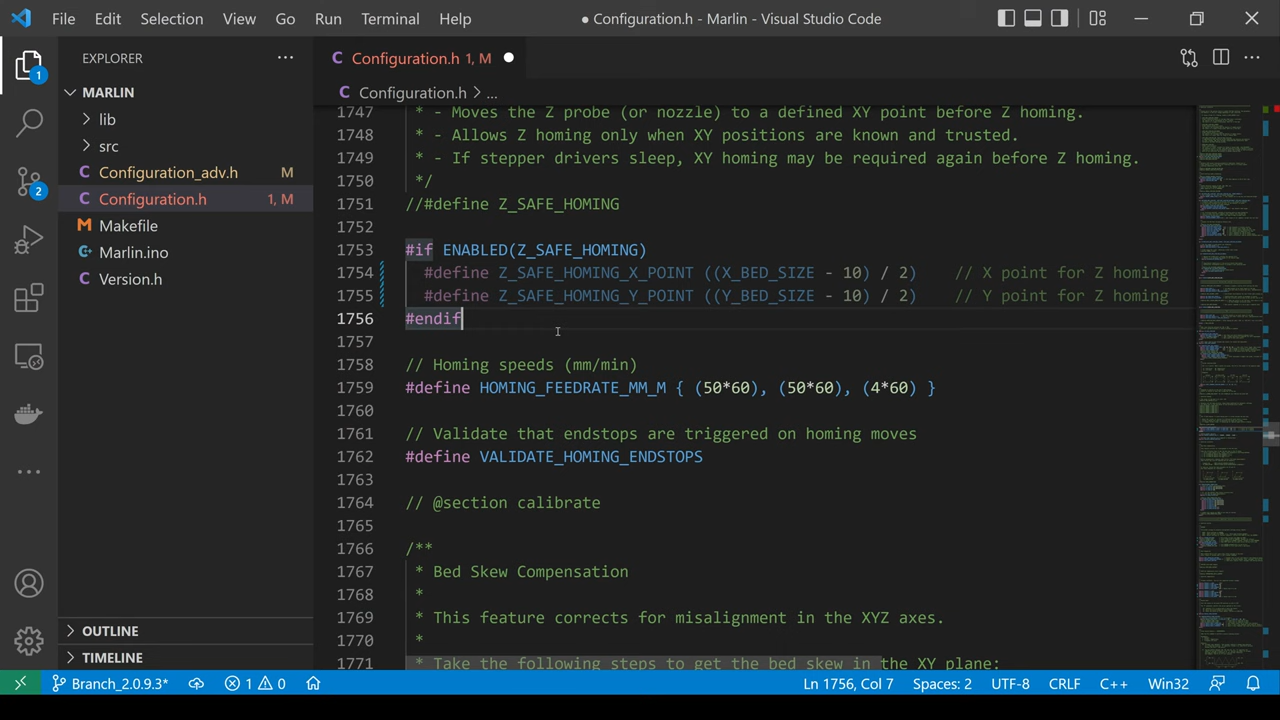 File Edit Selection View Go Run Terminal Help
● Configuration.h - Marlin - Visual Studio Code
EXPLORER
Configuration.h 1, M
MARLIN
lib
src
Configuration_adv.h M
Configuration.h 1, M
Makefile
Marlin.ino
Version.h
OUTLINE
TIMELINE
1
2
Configuration.h > ...
1747 * - Moves the Z probe (or nozzle) to a defined XY point before Z homing.
1748 * - Allows Z homing only when XY positions are known and trusted.
1749 * - If stepper drivers sleep, XY homing may be required again before Z homing.
1750 */
1751 //#define Z_SAFE_HOMING
1752
1753 #if ENABLED(Z_SAFE_HOMING)
1754 #define Z_SAFE_HOMING_X_POINT ((X_BED_SIZE - 10) / 2) // X point for Z homing
1755 #define Z_SAFE_HOMING_Y_POINT ((Y_BED_SIZE - 10) / 2) // Y point for Z homing
1756 #endif
1757
1758 // Homing speeds (mm/min)
1759 #define HOMING_FEEDRATE_MM_M { (50*60), (50*60), (4*60) }
1760
1761 // Validate that endstops are triggered on homing moves
1762 #define VALIDATE_HOMING_ENDSTOPS
1763
1764 // @section calibrate
1765
1766 /**
1767 * Bed Skew Compensation
1768 *
1769 * This feature corrects for misalignment in the XYZ axes.
1770 *
1771 * Take the following steps to get the bed skew in the XY plane:
Branch_2.0.9.3* 1 0 Ln 1756, Col 7 Spaces: 2 UTF-8 CRLF C++ Win32